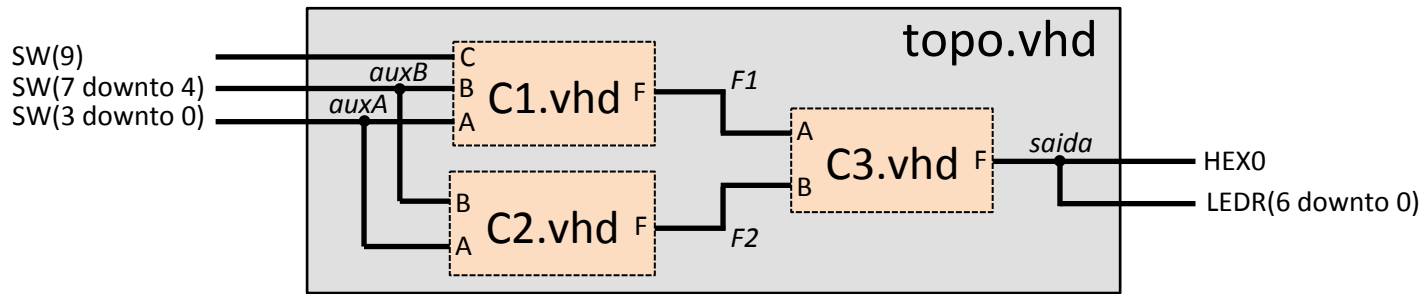 topo.vhd
SW(9)
SW(7 downto 4)
SW(3 downto 0)
auxB
auxA
C
B
A
C1.vhd
F
F1
B
A
C2.vhd
F
F2
A
B
C3.vhd
F
saida
HEX0
LEDR(6 downto 0)